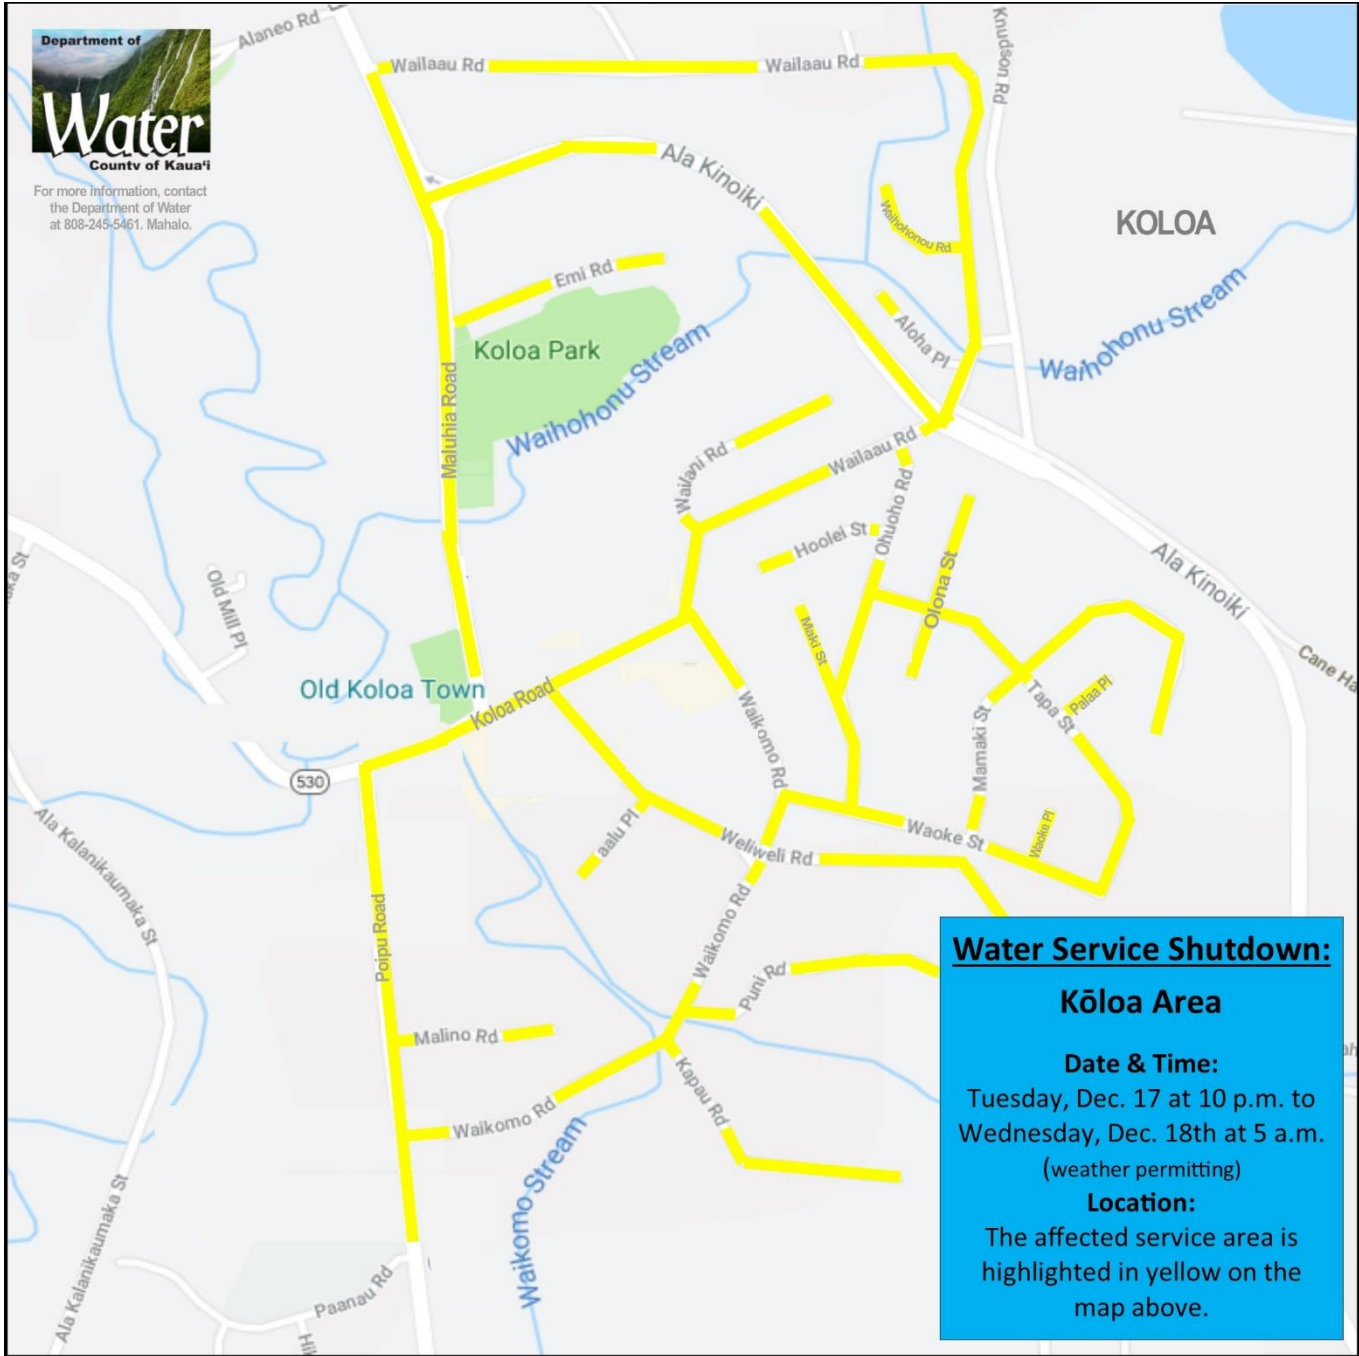 Department of
Water
County of Kaua‘i
For more information, contact
the Department of Water
at 808-245-5461. Mahalo.
Alaneo Rd
Wailaau Rd
Wailaau Rd
Knudson Rd
Ala Kinoiki
Waihohonou Rd
KOLOA
Emi Rd
Waihohonu Stream
Aloha Pl
Koloa Park
Maluhia Road
Waihohonu Stream
Wailani Rd
Wailaau Rd
Ohuoho Rd
Hoolei St
Ala Kinoiki
aka St
Old Mill Pl
Olona St
Maki St
Cane Ha
Old Koloa Town
Koloa Road
Waikomo Rd
Tapa St
Palaa Pl
Mamaki St
530
Ala Kalanikaumaka St
aalu Pl
Weliweli Rd
Waoke St
Waoke Pl
Poipu Road
Waikomo Rd
Puni Rd
Malino Rd
Kapau Rd
Waikomo Rd
Waikomo Stream
Ala Kalanikaumaka St
Paanau Rd
Hik
ah
Water Service Shutdown:
Kōloa Area
Date & Time:
Tuesday, Dec. 17 at 10 p.m. to
Wednesday, Dec. 18th at 5 a.m.
(weather permitting)
Location:
The affected service area is
highlighted in yellow on the
map above.